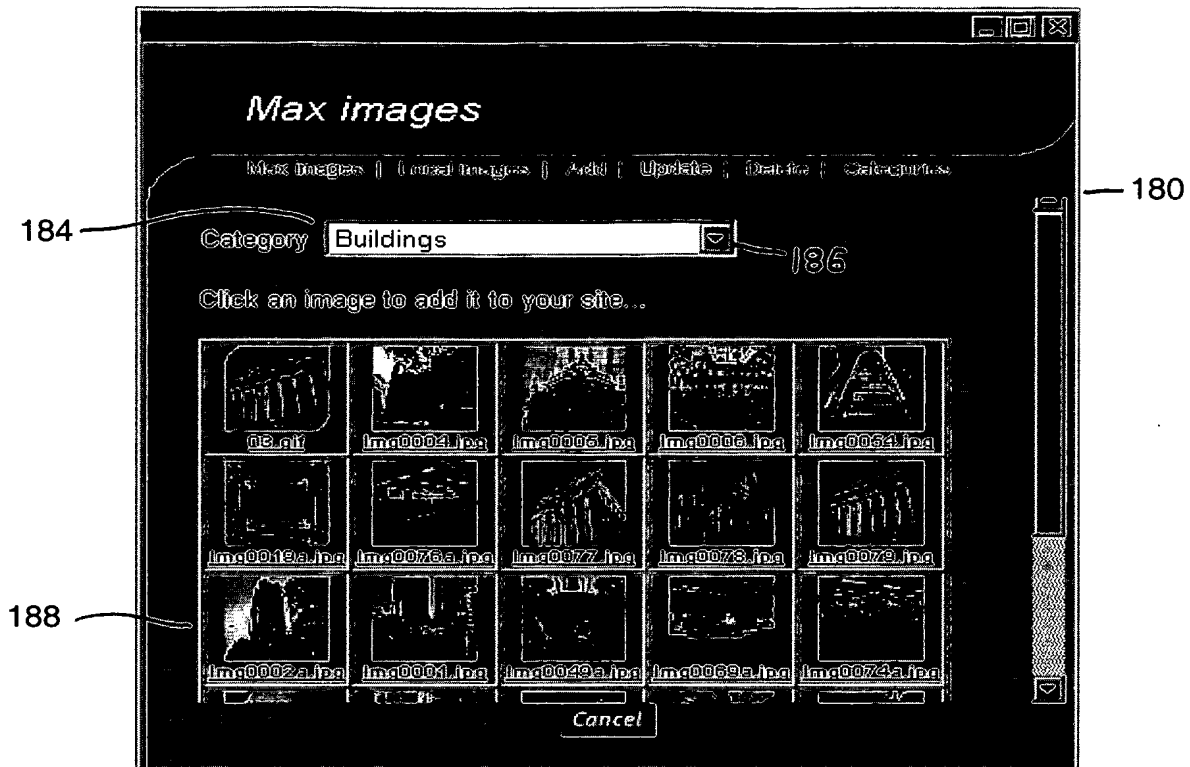 Max images
Max images | Local images | Add | Update | Delete | Categories
180
184
Category Buildings
186
Click an image to add it to your site...
03.gif Img0004.jpg Img0005.jpg Img0006.jpg Img0064.jpg
Img0018a.jpg Img0076a.jpg Img0077.jpg Img0078.jpg Img0079.jpg
188
Img0002a.jpg Img0001.jpg Img0049a.jpg Img0069a.jpg Img0074a.jpg
Cancel